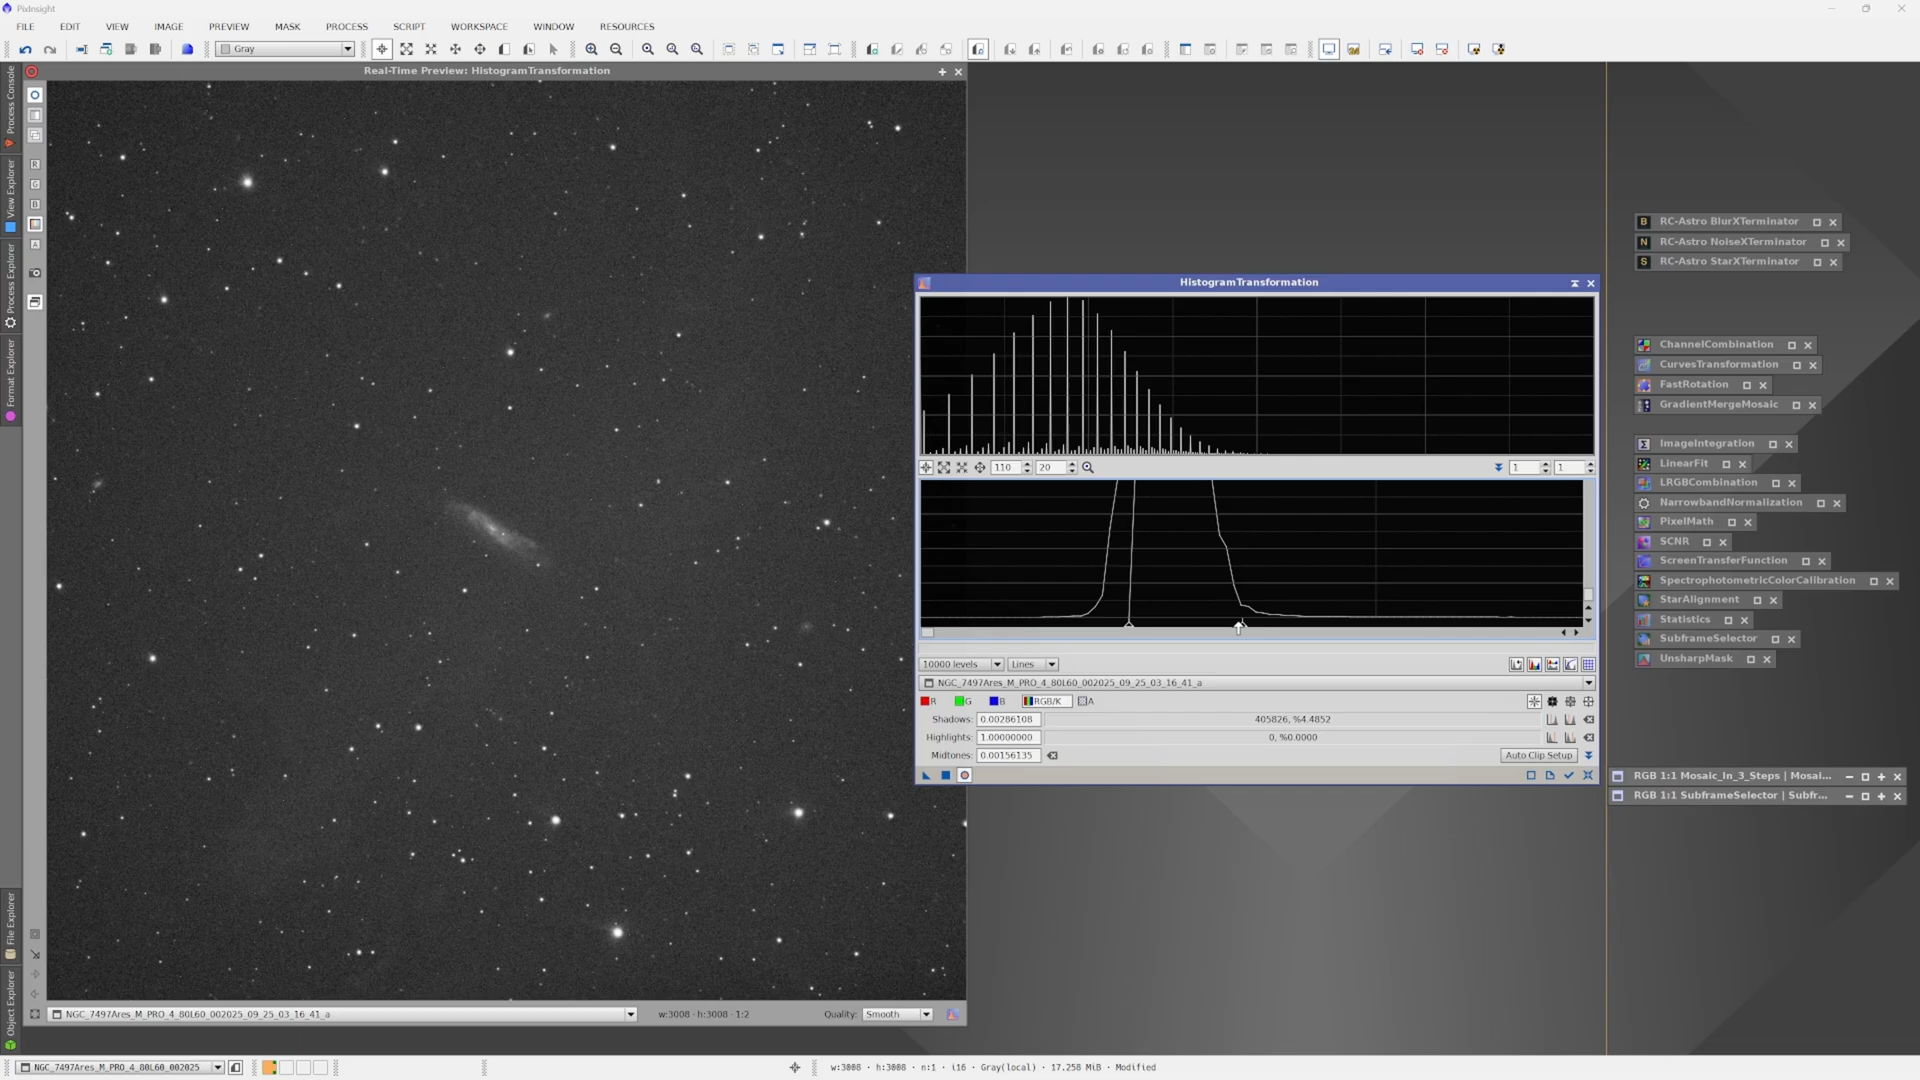 PixInsight
FILE EDIT VIEW IMAGE PREVIEW MASK PROCESS SCRIPT WORKSPACE WINDOW RESOURCES
Gray
Real-Time Preview: HistogramTransformation
Process Console
View Explorer
Process Explorer
Format Explorer
File Explorer
Object Explorer
R
G
B
A
NGC_7497Ares_M_PRO_4_80L60_002025_09_25_03_16_41_a
w:3008 · h:3008 · 1:2
Quality: Smooth
HistogramTransformation
110 20 1 1
10000 levels Lines
NGC_7497Ares_M_PRO_4_80L60_002025_09_25_03_16_41_a
R G B RGB/K A
Shadows: 0.00286108 405826, %4.4852
Highlights: 1.00000000 0, %0.0000
Midtones: 0.00156135 Auto Clip Setup
B RC-Astro BlurXTerminator
N RC-Astro NoiseXTerminator
S RC-Astro StarXTerminator
ChannelCombination
CurvesTransformation
FastRotation
GradientMergeMosaic
ImageIntegration
LinearFit
LRGBCombination
NarrowbandNormalization
PixelMath
SCNR
ScreenTransferFunction
SpectrophotometricColorCalibration
StarAlignment
Statistics
SubframeSelector
UnsharpMask
RGB 1:1 Mosaic_In_3_Steps | Mosai...
RGB 1:1 SubframeSelector | Subfr...
NGC_7497Ares_M_PRO_4_80L60_002025
w:3008 · h:3008 · n:1 · i16 · Gray(local) · 17.258 MiB · Modified